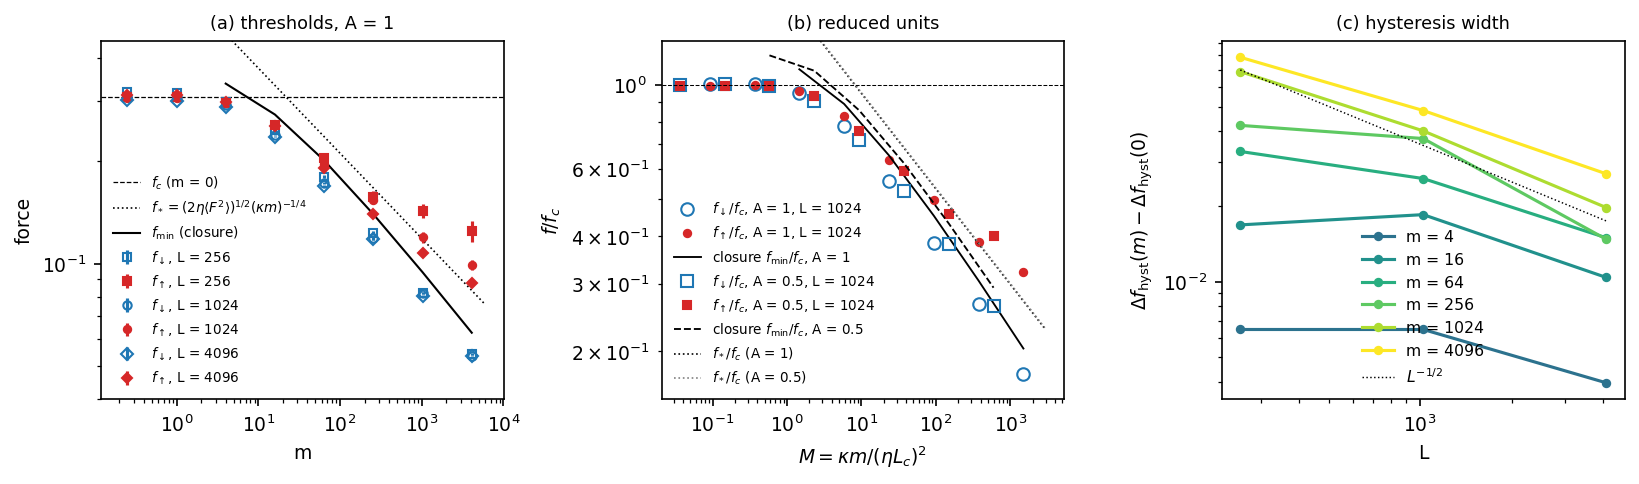 (a) thresholds, A = 1
force
10⁻¹
f_c (m = 0)
f_* = (2η⟨F²⟩)^{1/2}(κm)^{−1/4}
f_min (closure)
f_↓, L = 256
f_↑, L = 256
f_↓, L = 1024
f_↑, L = 1024
f_↓, L = 4096
f_↑, L = 4096
10⁰ 10¹ 10² 10³ 10⁴
m
(b) reduced units
f/f_c
10⁰
6 × 10⁻¹
4 × 10⁻¹
3 × 10⁻¹
2 × 10⁻¹
f_↓/f_c, A = 1, L = 1024
f_↑/f_c, A = 1, L = 1024
closure f_min/f_c, A = 1
f_↓/f_c, A = 0.5, L = 1024
f_↑/f_c, A = 0.5, L = 1024
closure f_min/f_c, A = 0.5
f_*/f_c (A = 1)
f_*/f_c (A = 0.5)
10⁻¹ 10⁰ 10¹ 10² 10³
M = κm/(ηL_c)²
(c) hysteresis width
Δf_hyst(m) − Δf_hyst(0)
10⁻²
m = 4
m = 16
m = 64
m = 256
m = 1024
m = 4096
L^{−1/2}
10³
L